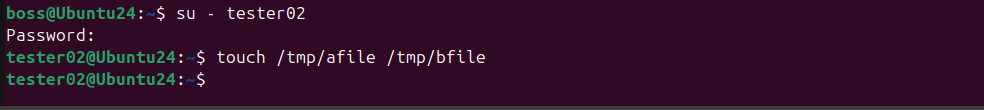 boss@Ubuntu24:~$ su - tester02
Password:
tester02@Ubuntu24:~$ touch /tmp/afile /tmp/bfile
tester02@Ubuntu24:~$